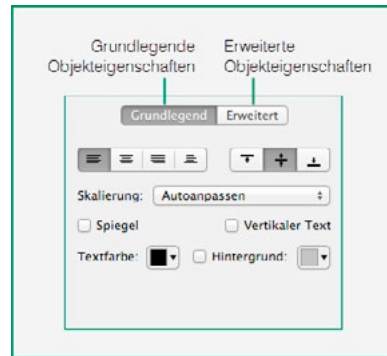 Grundlegende
Objekteigenschaften
Erweiterte
Objekteigenschaften
Grundlegend Erweitert
Skalierung: Autoanpassen
Spiegel Vertikaler Text
Textfarbe: Hintergrund: